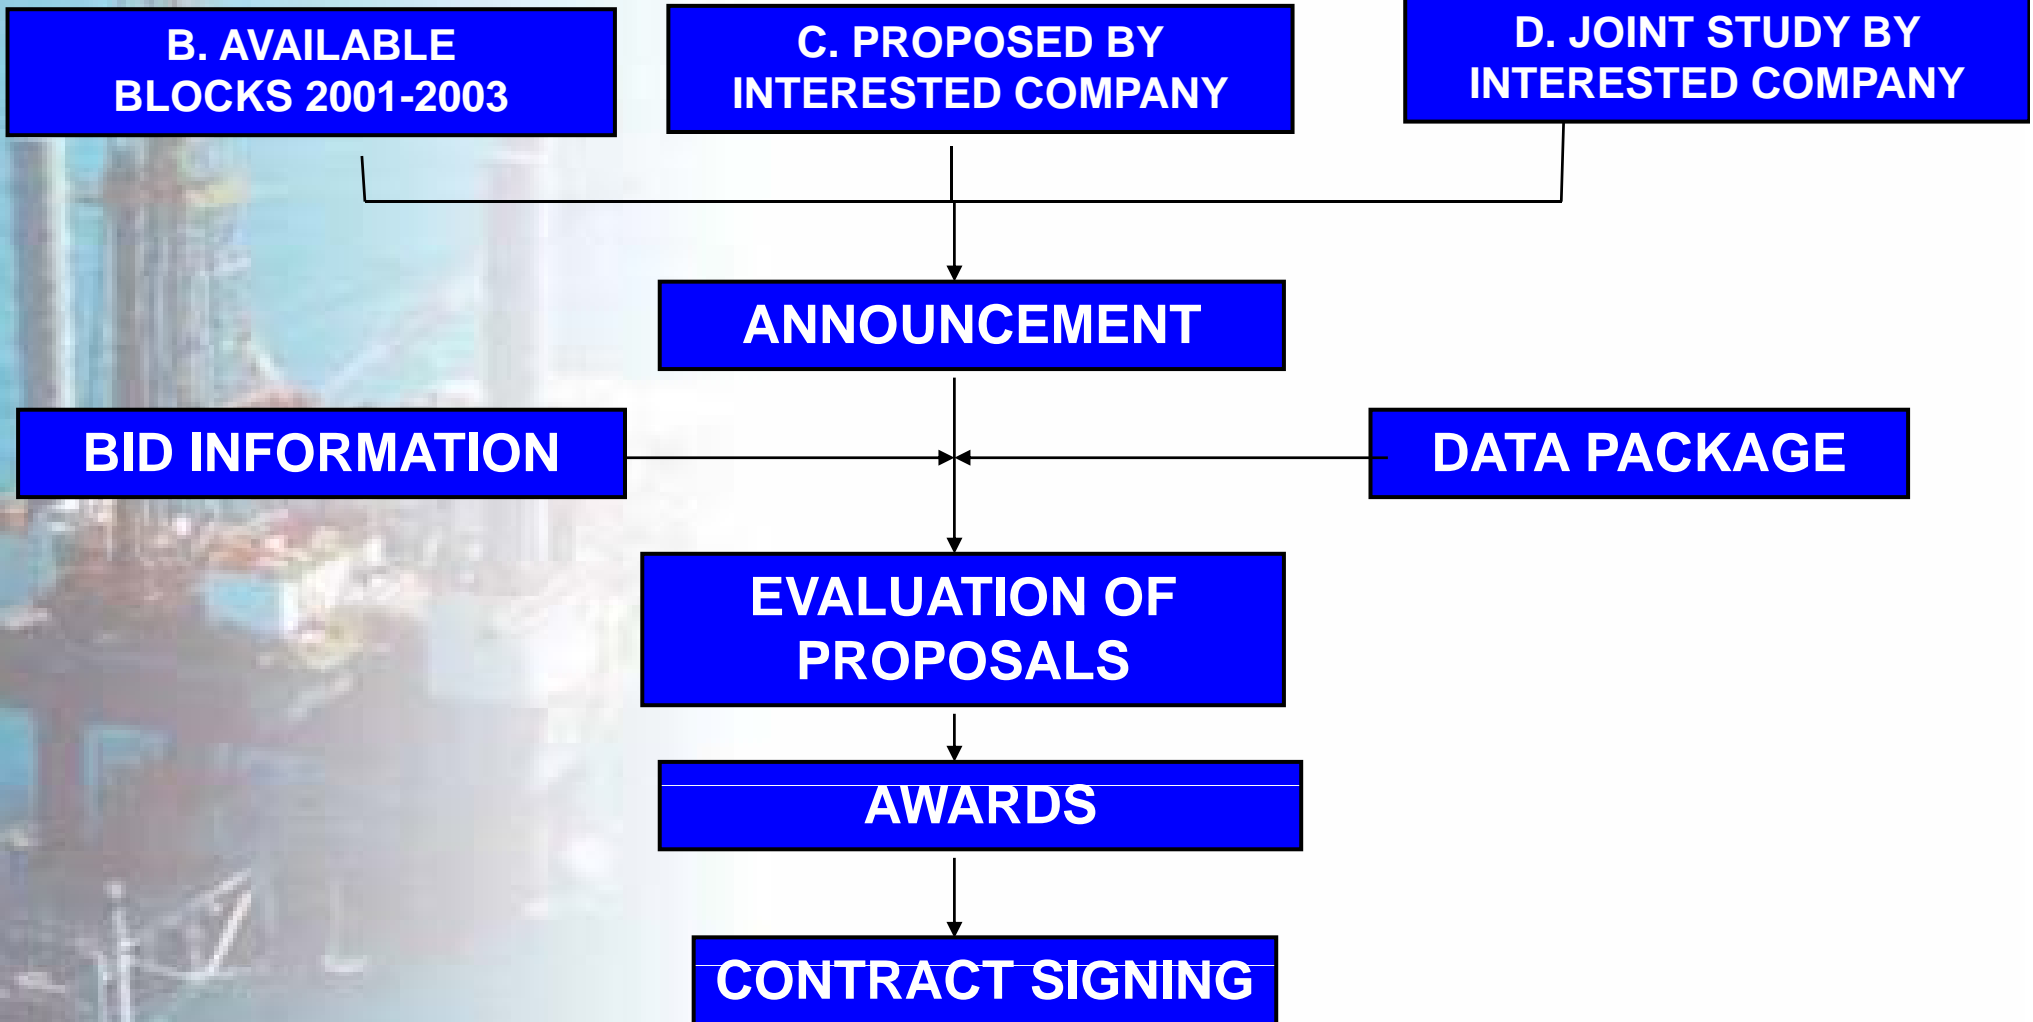 B. AVAILABLE
BLOCKS 2001-2003
C. PROPOSED BY
INTERESTED COMPANY
D. JOINT STUDY BY
INTERESTED COMPANY
ANNOUNCEMENT
BID INFORMATION
DATA PACKAGE
EVALUATION OF
PROPOSALS
AWARDS
CONTRACT SIGNING